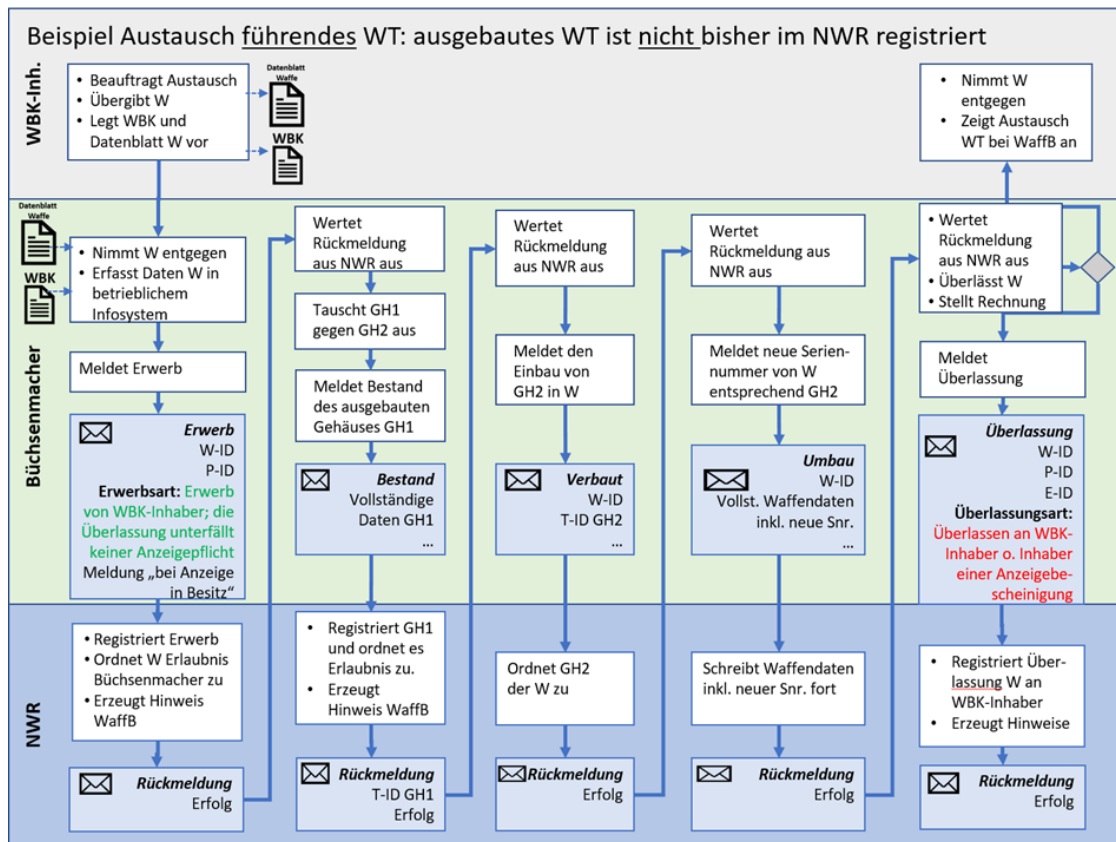 Beispiel Austausch führendes WT: ausgebautes WT ist nicht bisher im NWR registriert
WBK-Inh.
• Beauftragt Austausch
• Übergibt W
• Legt WBK und
Datenblatt W vor
Datenblatt
Waffe
WBK
• Nimmt W
entgegen
• Zeigt Austausch
WT bei WaffB an
Büchsenmacher
Datenblatt
Waffe
WBK
• Nimmt W entgegen
• Erfasst Daten W in
betrieblichem
Infosystem
Meldet Erwerb
Erwerb
W-ID
P-ID
Erwerbsart: Erwerb
von WBK-Inhaber; die
Überlassung unterfällt
keiner Anzeigepflicht
Meldung „bei Anzeige
in Besitz“
Wertet
Rückmeldung
aus NWR aus
Tauscht GH1
gegen GH2 aus
Meldet Bestand
des ausgebauten
Gehäuses GH1
Bestand
Vollständige
Daten GH1
...
Wertet
Rückmeldung
aus NWR aus
Meldet den
Einbau von
GH2 in W
Verbaut
W-ID
T-ID GH2
...
Wertet
Rückmeldung aus
NWR aus
Meldet neue Serien-
nummer von W
entsprechend GH2
Umbau
W-ID
Vollst. Waffendaten
inkl. neue Snr.
...
• Wertet
Rückmeldung
aus NWR aus
• Überlässt W
• Stellt Rechnung
Meldet
Überlassung
Überlassung
W-ID
P-ID
E-ID
Überlassungsart:
Überlassen an WBK-
Inhaber o. Inhaber
einer Anzeigebe-
scheinigung
NWR
• Registriert Erwerb
• Ordnet W Erlaubnis
Büchsenmacher zu
• Erzeugt Hinweis
WaffB
Rückmeldung
Erfolg
• Registriert GH1
und ordnet es
Erlaubnis zu.
• Erzeugt
Hinweis WaffB
Rückmeldung
T-ID GH1
Erfolg
Ordnet GH2
der W zu
Rückmeldung
Erfolg
Schreibt Waffendaten
inkl. neuer Snr. fort
Rückmeldung
Erfolg
• Registriert Über-
lassung W an
WBK-Inhaber
• Erzeugt Hinweise
Rückmeldung
Erfolg